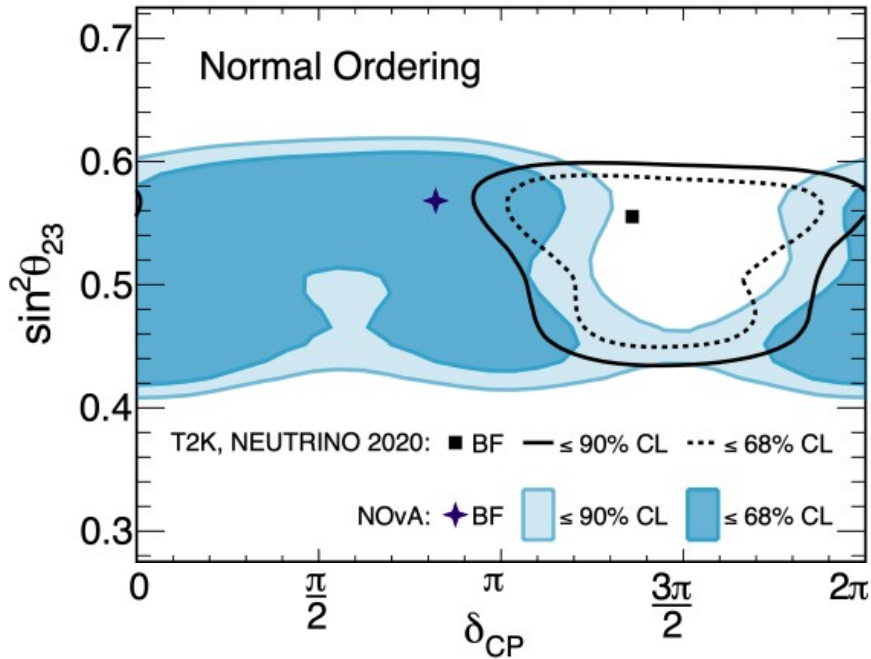 Normal Ordering
sin²θ₂₃
0.7
0.6
0.5
0.4
0.3
T2K, NEUTRINO 2020: BF ≤ 90% CL ≤ 68% CL
NOvA: BF ≤ 90% CL ≤ 68% CL
0 π/2 π 3π/2 2π
δCP